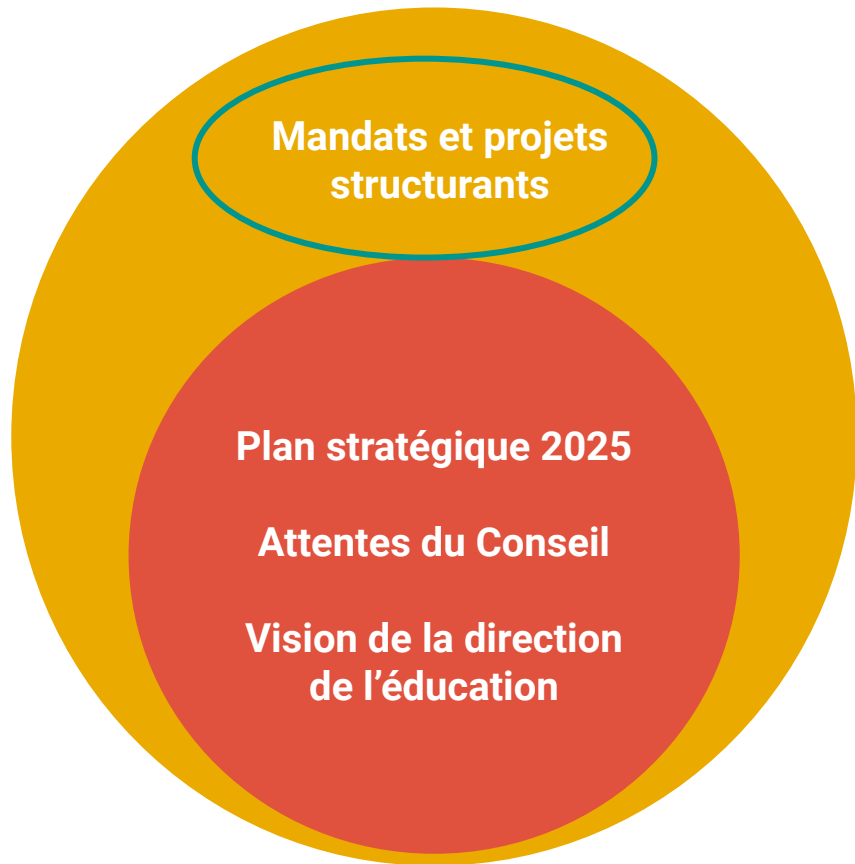 Mandats et projets
structurants
Plan stratégique 2025
Attentes du Conseil
Vision de la direction
de l’éducation